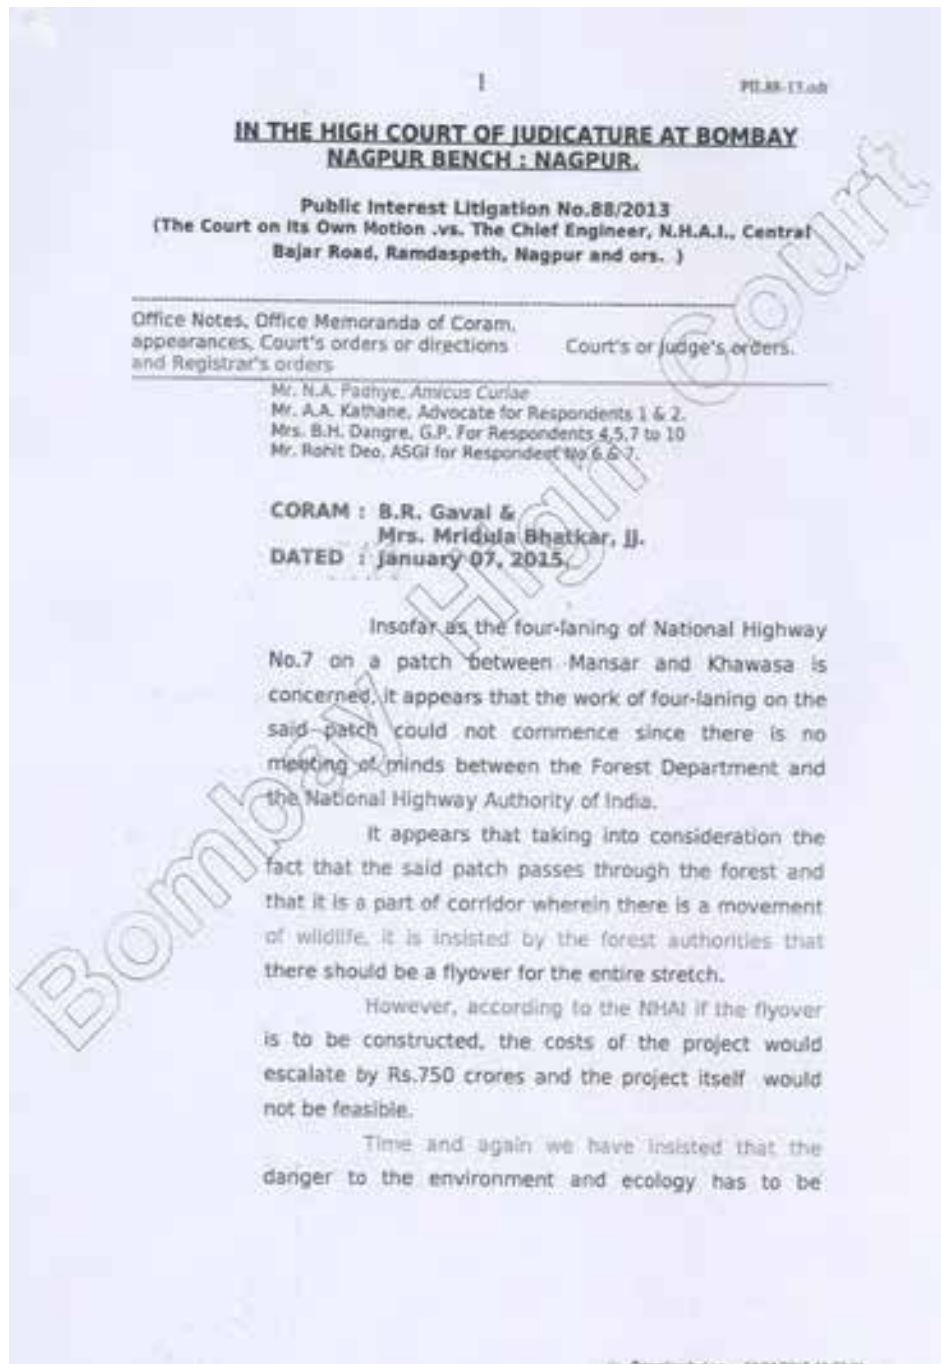 1
PIL88-13.odt
IN THE HIGH COURT OF JUDICATURE AT BOMBAY
NAGPUR BENCH : NAGPUR.
Public Interest Litigation No.88/2013
(The Court on Its Own Motion .vs. The Chief Engineer, N.H.A.I., Central
Bajar Road, Ramdaspeth, Nagpur and ors. )
Office Notes, Office Memoranda of Coram,
appearances, Court's orders or directions Court's or Judge's orders.
and Registrar's orders
Mr. N.A. Padhye, Amicus Curiae
Mr. A.A. Kathane, Advocate for Respondents 1 & 2.
Mrs. B.H. Dangre, G.P. For Respondents 4,5,7 to 10
Mr. Rohit Deo, ASGI for Respondent No.6 & 7.
CORAM : B.R. Gavai &
Mrs. Mridula Bhatkar, JJ.
DATED : January 07, 2015.
Insofar as the four-laning of National Highway
No.7 on a patch between Mansar and Khawasa is
concerned, it appears that the work of four-laning on the
said patch could not commence since there is no
meeting of minds between the Forest Department and
the National Highway Authority of India.
It appears that taking into consideration the
fact that the said patch passes through the forest and
that it is a part of corridor wherein there is a movement
of wildlife, it is insisted by the forest authorities that
there should be a flyover for the entire stretch.
However, according to the NHAI if the flyover
is to be constructed, the costs of the project would
escalate by Rs.750 crores and the project itself would
not be feasible.
Time and again we have insisted that the
danger to the environment and ecology has to be
Bombay High Court